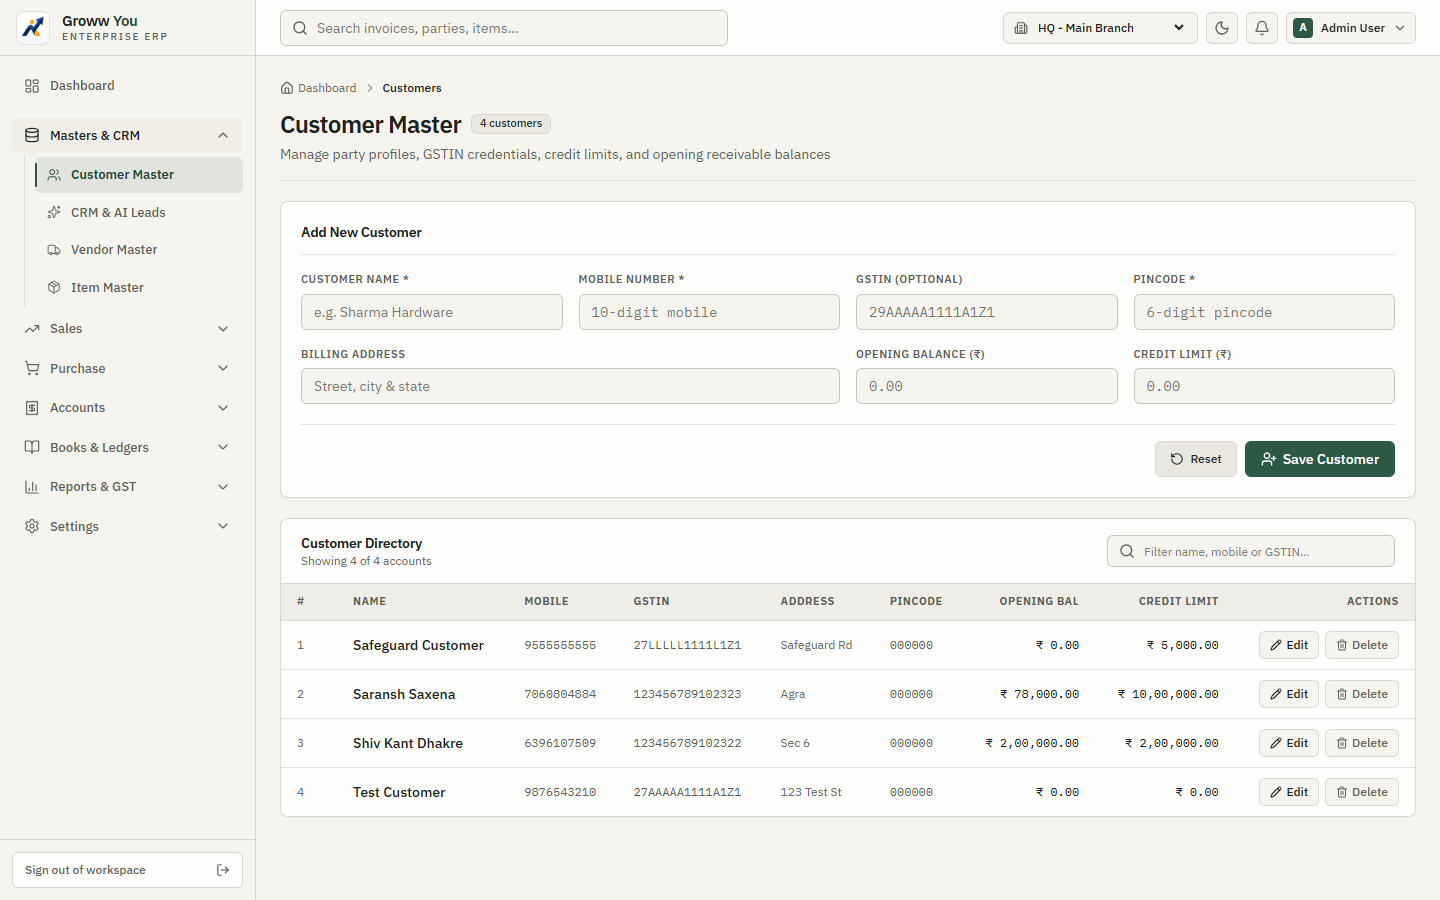 Groww You
ENTERPRISE ERP
Search invoices, parties, items...
HQ - Main Branch
A
Admin User
Dashboard
Masters & CRM
Customer Master
CRM & AI Leads
Vendor Master
Item Master
Sales
Purchase
Accounts
Books & Ledgers
Reports & GST
Settings
Sign out of workspace
Dashboard > Customers
Customer Master 4 customers
Manage party profiles, GSTIN credentials, credit limits, and opening receivable balances
Add New Customer
CUSTOMER NAME * MOBILE NUMBER * GSTIN (OPTIONAL) PINCODE *
e.g. Sharma Hardware 10-digit mobile 29AAAAA1111A1Z1 6-digit pincode
BILLING ADDRESS OPENING BALANCE (₹) CREDIT LIMIT (₹)
Street, city & state 0.00 0.00
Reset Save Customer
Customer Directory
Showing 4 of 4 accounts
Filter name, mobile or GSTIN...
# NAME MOBILE GSTIN ADDRESS PINCODE OPENING BAL CREDIT LIMIT ACTIONS
1 Safeguard Customer 9555555555 27LLLLL1111L1Z1 Safeguard Rd 000000 ₹ 0.00 ₹ 5,000.00 Edit Delete
2 Saransh Saxena 7060804884 123456789102323 Agra 000000 ₹ 78,000.00 ₹ 10,00,000.00 Edit Delete
3 Shiv Kant Dhakre 6396107509 123456789102322 Sec 6 000000 ₹ 2,00,000.00 ₹ 2,00,000.00 Edit Delete
4 Test Customer 9876543210 27AAAAA1111A1Z1 123 Test St 000000 ₹ 0.00 ₹ 0.00 Edit Delete